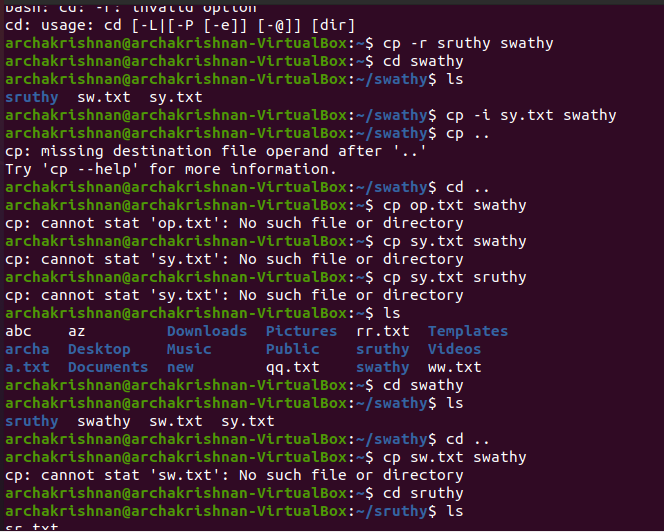 bash: cd: -r: invalid option
cd: usage: cd [-L|[-P [-e]] [-@]] [dir]
archakrishnan@archakrishnan-VirtualBox:~$ cp -r sruthy swathy
archakrishnan@archakrishnan-VirtualBox:~$ cd swathy
archakrishnan@archakrishnan-VirtualBox:~/swathy$ ls
sruthy  sw.txt  sy.txt
archakrishnan@archakrishnan-VirtualBox:~/swathy$ cp -i sy.txt swathy
archakrishnan@archakrishnan-VirtualBox:~/swathy$ cp ..
cp: missing destination file operand after '..'
Try 'cp --help' for more information.
archakrishnan@archakrishnan-VirtualBox:~/swathy$ cd ..
archakrishnan@archakrishnan-VirtualBox:~$ cp op.txt swathy
cp: cannot stat 'op.txt': No such file or directory
archakrishnan@archakrishnan-VirtualBox:~$ cp sy.txt swathy
cp: cannot stat 'sy.txt': No such file or directory
archakrishnan@archakrishnan-VirtualBox:~$ cp sy.txt sruthy
cp: cannot stat 'sy.txt': No such file or directory
archakrishnan@archakrishnan-VirtualBox:~$ ls
abc    az         Downloads  Pictures  rr.txt  Templates
archa  Desktop    Music      Public    sruthy  Videos
a.txt  Documents  new        qq.txt    swathy  ww.txt
archakrishnan@archakrishnan-VirtualBox:~$ cd swathy
archakrishnan@archakrishnan-VirtualBox:~/swathy$ ls
sruthy  swathy  sw.txt  sy.txt
archakrishnan@archakrishnan-VirtualBox:~/swathy$ cd ..
archakrishnan@archakrishnan-VirtualBox:~$ cp sw.txt swathy
cp: cannot stat 'sw.txt': No such file or directory
archakrishnan@archakrishnan-VirtualBox:~$ cd sruthy
archakrishnan@archakrishnan-VirtualBox:~/sruthy$ ls
sr.txt